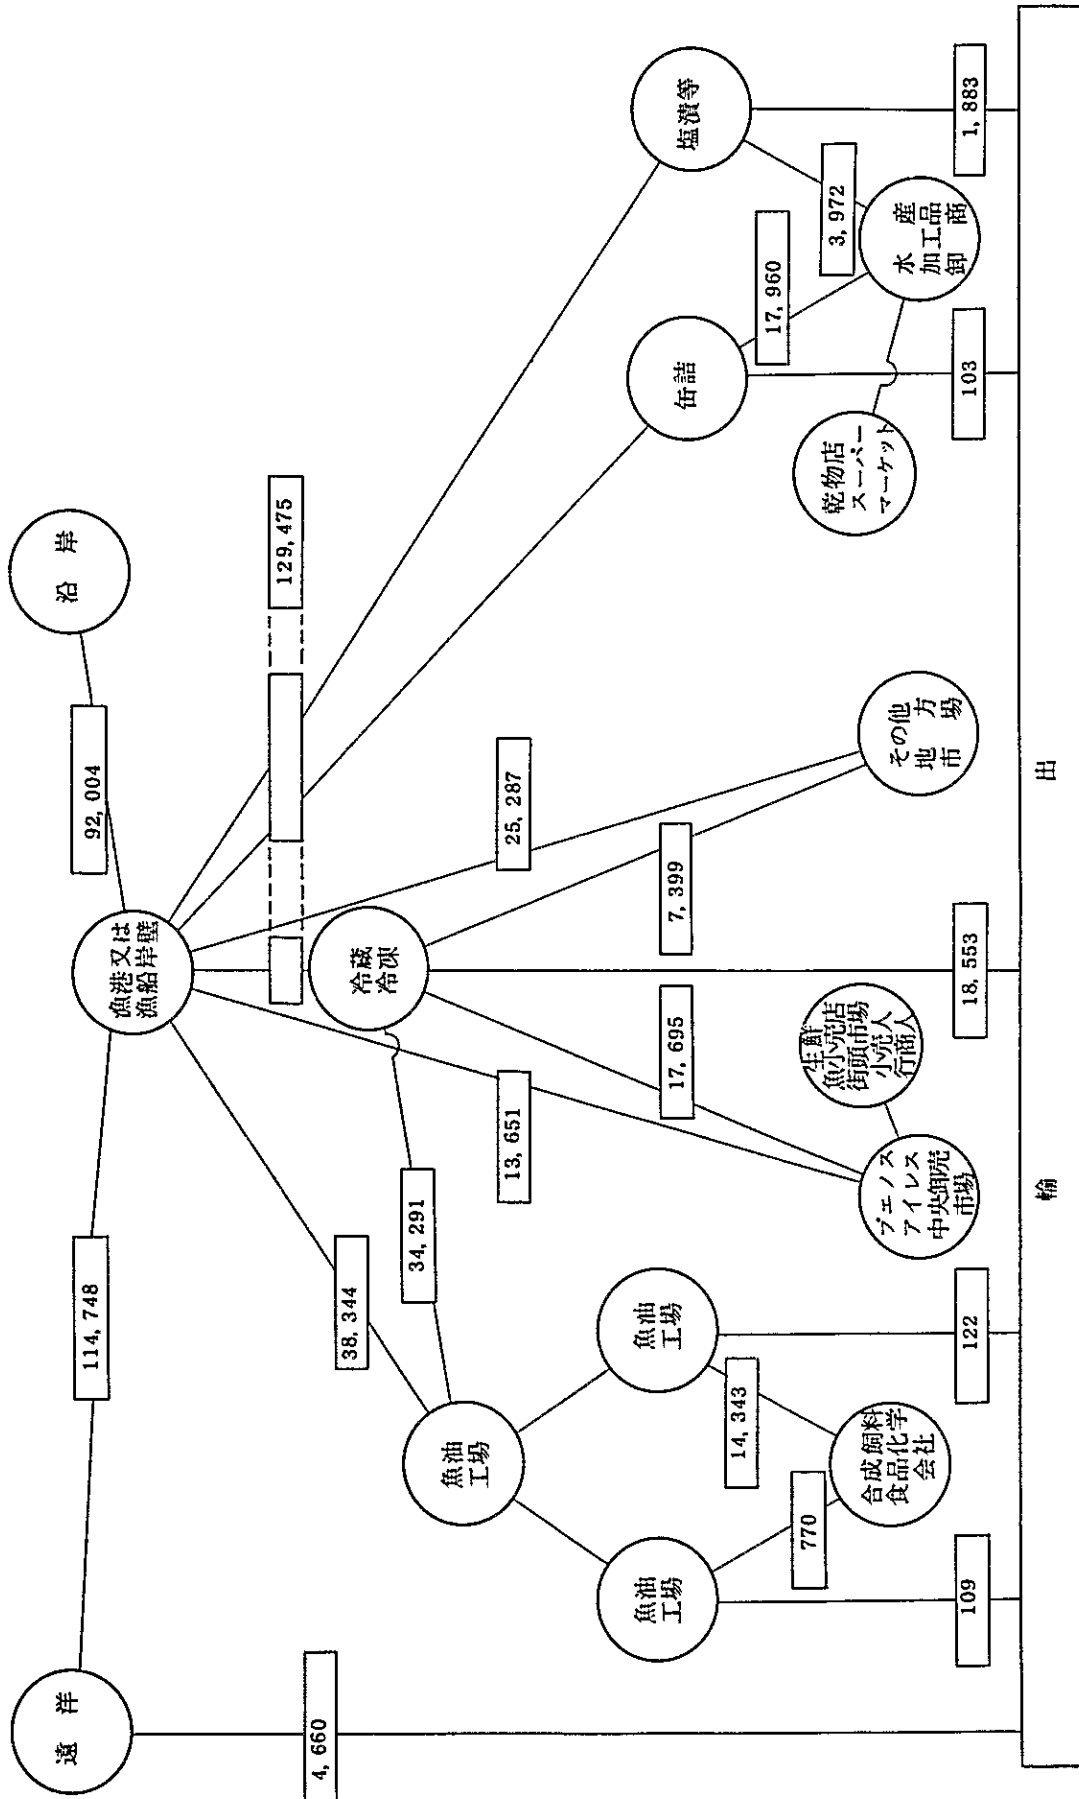 遠洋
沿岸
114,748
92,004
漁港又は
漁船岸壁
4,660
38,344
129,475
34,291
13,651
25,287
冷蔵
冷凍
魚油
工場
17,695
7,399
魚油
工場
魚油
工場
缶詰
塩漬等
770
14,343
17,960
3,972
合成飼料
食品化学
会社
ブエノス
アイレス
中央卸売
市場
生鮮
魚小売店
街頭市場
小売人
行商人
その他
地方
市場
乾物店
スーパー
マーケット
水産
加工品
卸商
109
122
18,553
103
1,883
輸出